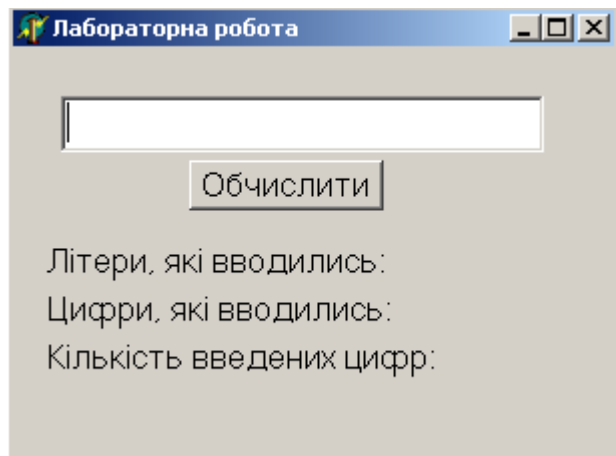 Лабораторна робота
Обчислити
Літери, які вводились:
Цифри, які вводились:
Кількість введених цифр: